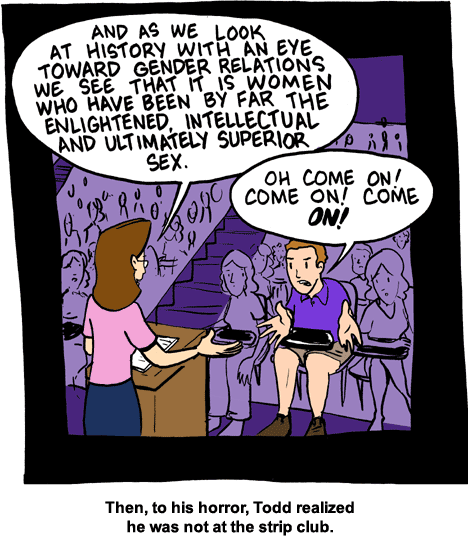 AND AS WE LOOK
AT HISTORY WITH AN EYE
TOWARD GENDER RELATIONS
WE SEE THAT IT IS WOMEN
WHO HAVE BEEN BY FAR THE
ENLIGHTENED, INTELLECTUAL
AND ULTIMATELY SUPERIOR
SEX.
OH COME ON!
COME ON! COME
ON!
Then, to his horror, Todd realized
he was not at the strip club.